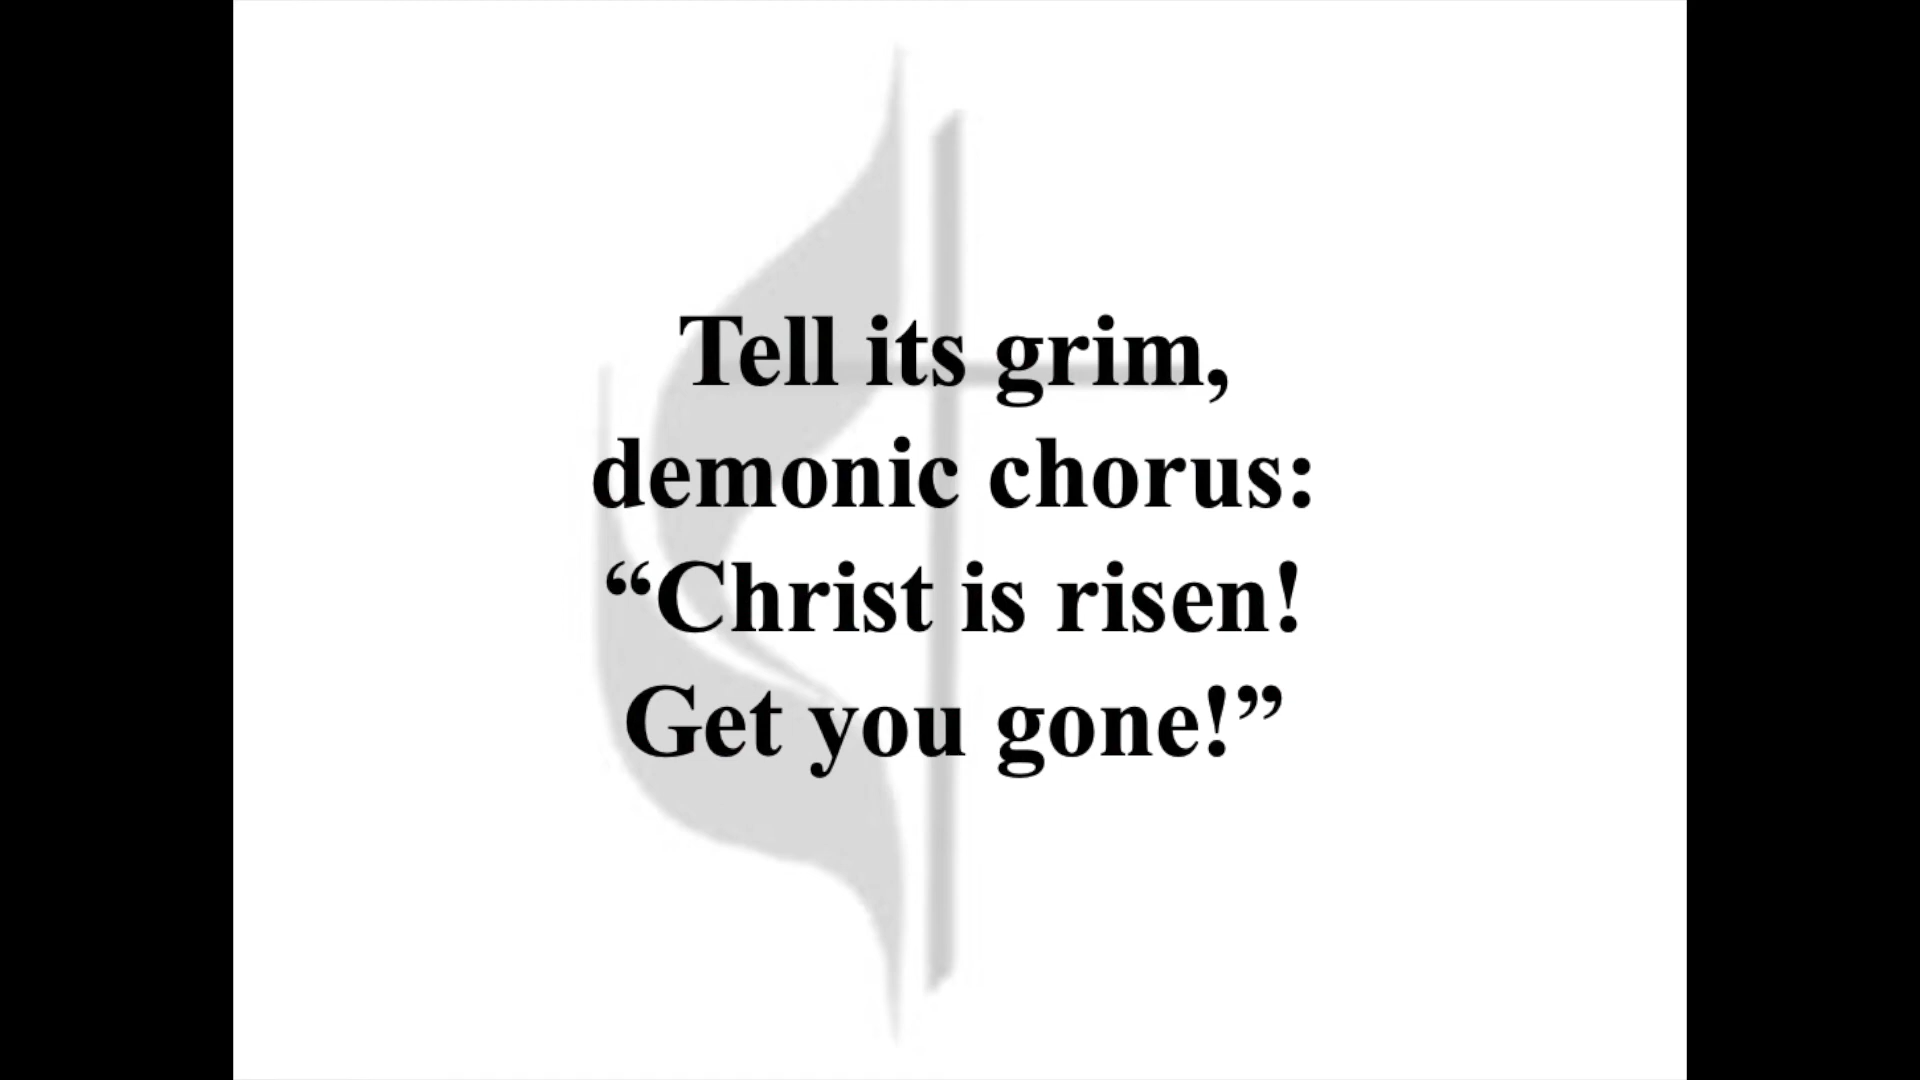 Tell its grim,
demonic chorus:
“Christ is risen!
Get you gone!”